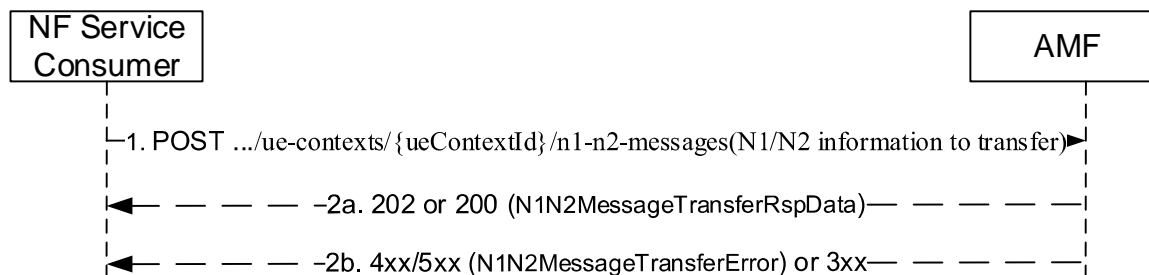 NF Service
Consumer
AMF
1. POST .../ue-contexts/{ueContextId}/n1-n2-messages(N1/N2 information to transfer)
2a. 202 or 200 (N1N2MessageTransferRspData)
2b. 4xx/5xx (N1N2MessageTransferError) or 3xx